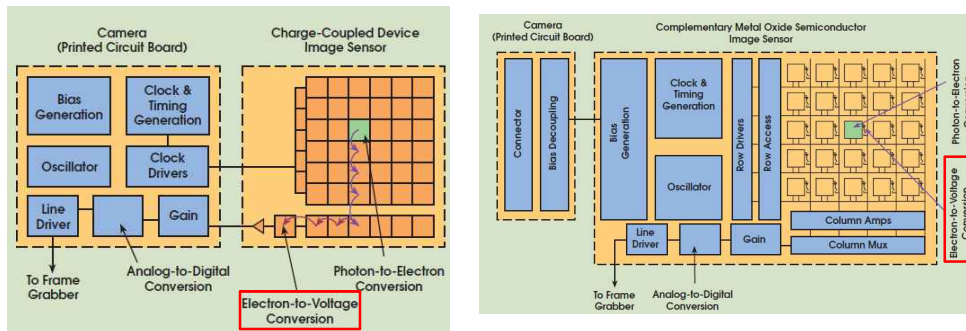 Camera
(Printed Circuit Board)
Charge-Coupled Device
Image Sensor
Bias
Generation
Clock &
Timing
Generation
Oscillator
Clock
Drivers
Line
Driver
Gain
To Frame
Grabber
Analog-to-Digital
Conversion
Electron-to-Voltage
Conversion
Photon-to-Electron
Conversion
Camera
(Printed Circuit Board)
Complementary Metal Oxide Semiconductor
Image Sensor
Connector
Bias Decoupling
Bias
Generation
Clock &
Timing
Generation
Oscillator
Row Drivers
Row Access
Line
Driver
Gain
Column Amps
Column Mux
To Frame
Grabber
Analog-to-Digital
Conversion
Photon-to-Electron
Electron-to-Voltage
Conversion